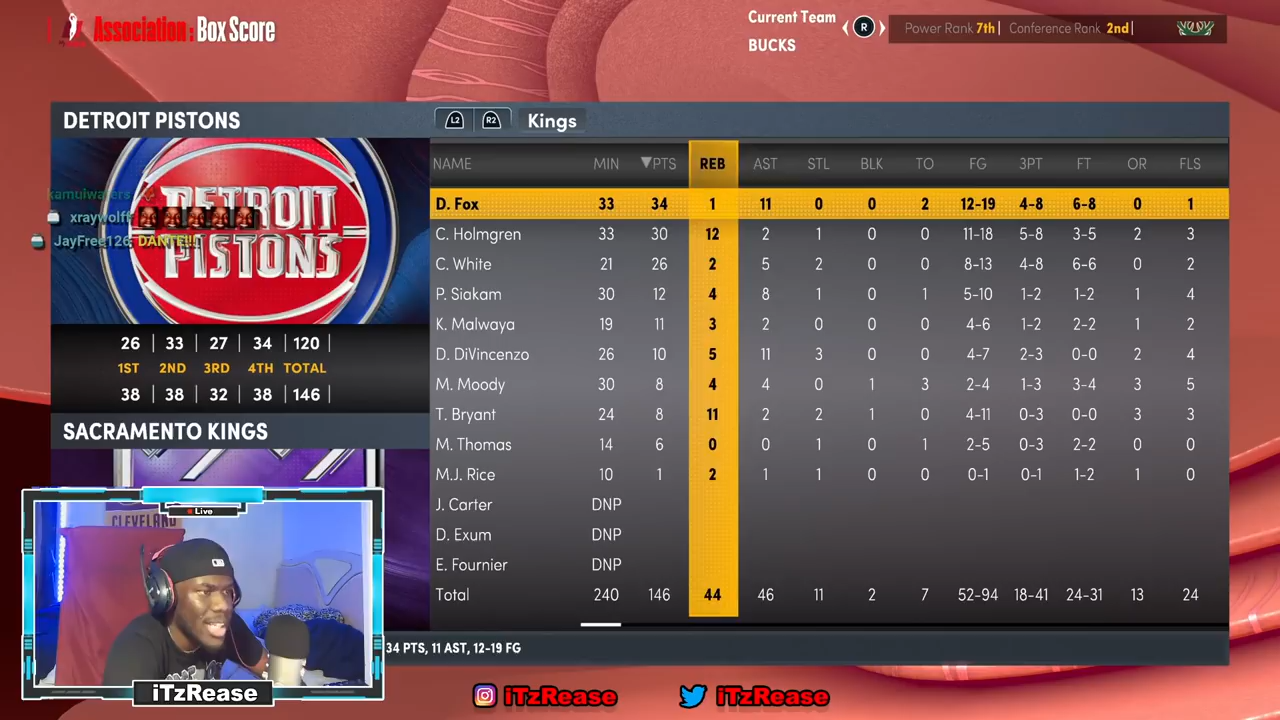 Association: Box Score
Current Team
BUCKS
R
Power Rank 7th | Conference Rank 2nd |
DETROIT PISTONS
L2 R2 Kings
NAME MIN PTS REB AST STL BLK TO FG 3PT FT OR FLS
D. Fox 33 34 1 11 0 0 2 12-19 4-8 6-8 0 1
C. Holmgren 33 30 12 2 1 0 0 11-18 5-8 3-5 2 3
C. White 21 26 2 5 2 0 0 8-13 4-8 6-6 0 2
P. Siakam 30 12 4 8 1 0 1 5-10 1-2 1-2 1 4
K. Malwaya 19 11 3 2 0 0 0 4-6 1-2 2-2 1 2
D. DiVincenzo 26 10 5 11 3 0 0 4-7 2-3 0-0 2 4
M. Moody 30 8 4 4 0 1 3 2-4 1-3 3-4 3 5
T. Bryant 24 8 11 2 2 1 0 4-11 0-3 0-0 3 3
M. Thomas 14 6 0 0 1 0 1 2-5 0-3 2-2 0 0
M.J. Rice 10 1 2 1 1 0 0 0-1 0-1 1-2 1 0
J. Carter DNP
D. Exum DNP
E. Fournier DNP
Total 240 146 44 46 11 2 7 52-94 18-41 24-31 13 24
DETROIT
PISTONS
kamuiwaters
xraywolff
JayFree126: DANTE!!!
26 | 33 | 27 | 34 | 120 |
1ST 2ND 3RD 4TH TOTAL
38 | 38 | 32 | 38 | 146 |
SACRAMENTO KINGS
Live
CLEVELAND
34 PTS, 11 AST, 12-19 FG
iTzRease
iTzRease
iTzRease